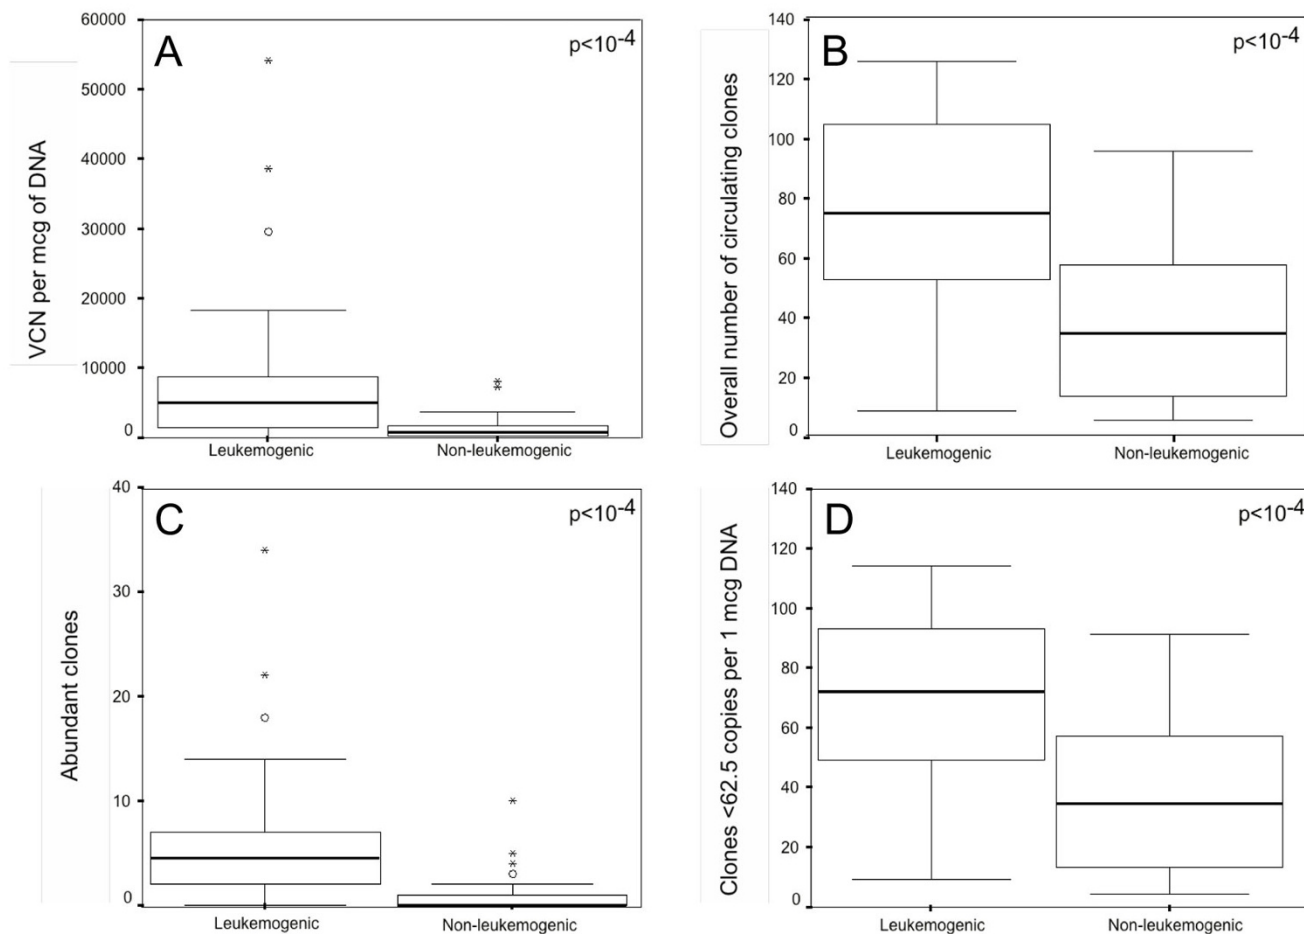 A
p<10-4
VCN per mcg of DNA
60000
50000
40000
30000
20000
10000
0
Leukemogenic Non-leukemogenic
B
p<10-4
Overall number of circulating clones
140
120
100
80
60
40
20
0
Leukemogenic Non-leukemogenic
C
p<10-4
Abundant clones
40
30
20
10
0
Leukemogenic Non-leukemogenic
D
p<10-4
Clones <62.5 copies per 1 mcg DNA
140
120
100
80
60
40
20
0
Leukemogenic Non-leukemogenic